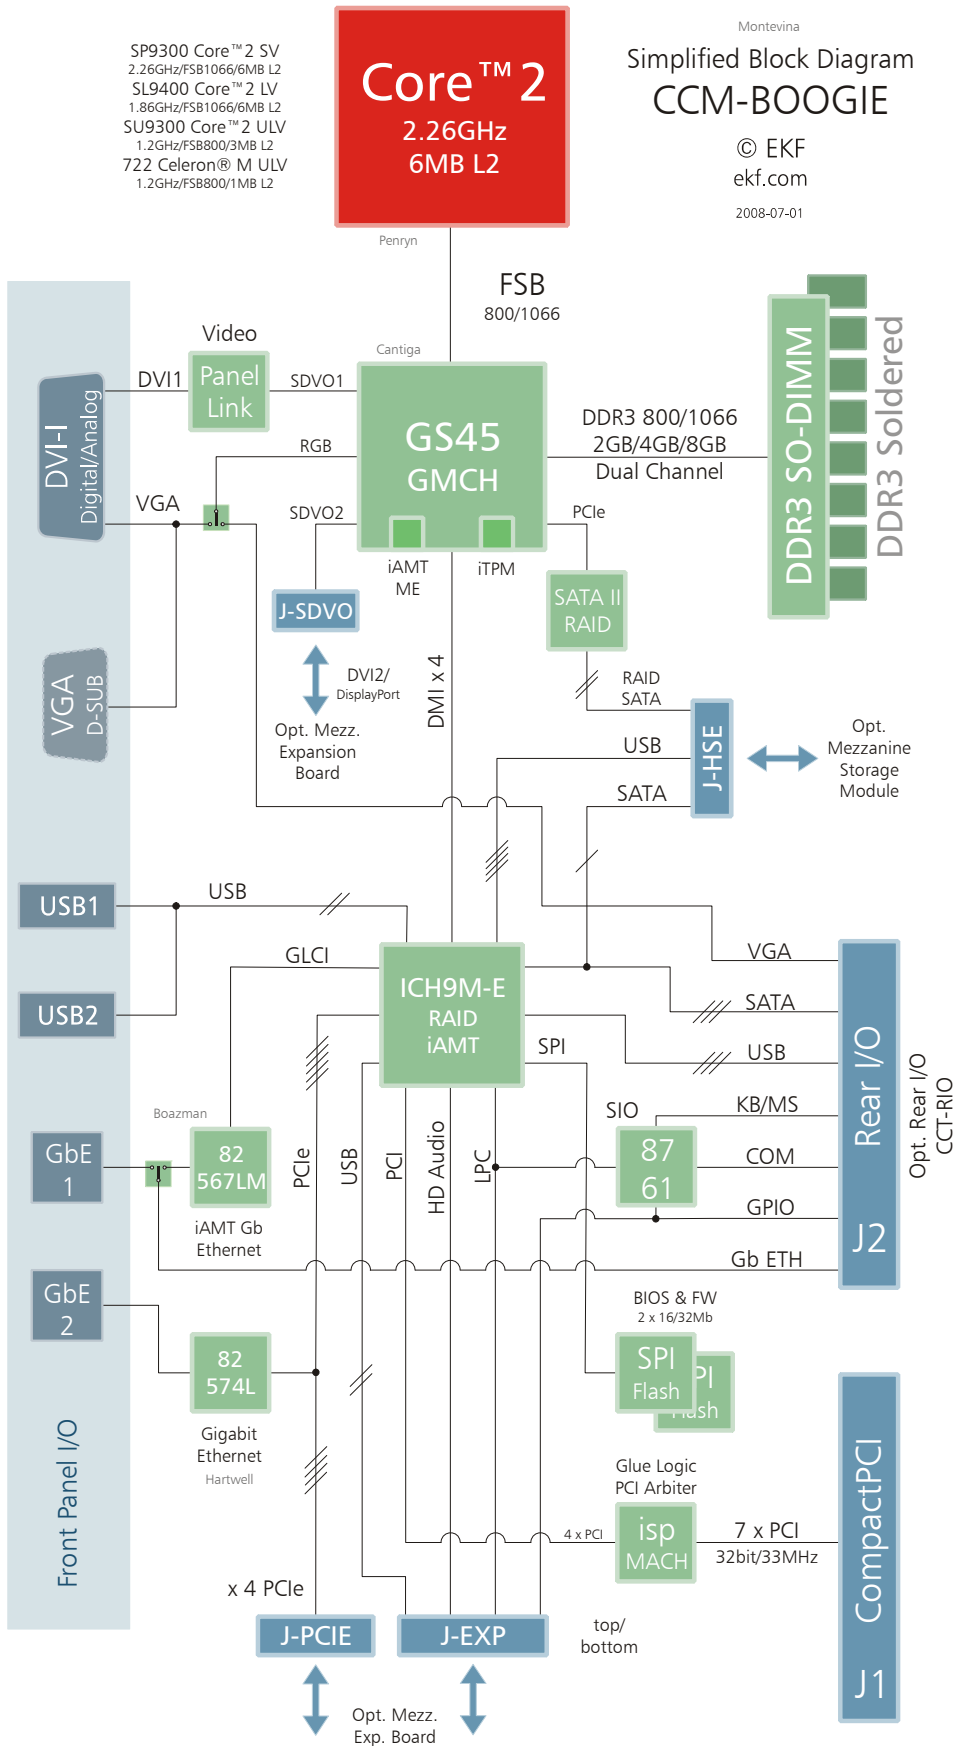 Montevina
Simplified Block Diagram
CCM-BOOGIE
© EKF
ekf.com
2008-07-01
SP9300 Core™2 SV
2.26GHz/FSB1066/6MB L2
SL9400 Core™2 LV
1.86GHz/FSB1066/6MB L2
SU9300 Core™2 ULV
1.2GHz/FSB800/3MB L2
722 Celeron® M ULV
1.2GHz/FSB800/1MB L2
Core™2
2.26GHz
6MB L2
Penryn
FSB
800/1066
Cantiga
Video
Panel
Link
DVI1
SDVO1
DVI-I
Digital/Analog
RGB
VGA
SDVO2
GS45
GMCH
iAMT
ME
iTPM
DDR3 800/1066
2GB/4GB/8GB
Dual Channel
DDR3 SO-DIMM
DDR3 Soldered
PCIe
SATA II
RAID
J-SDVO
DVI2/
DisplayPort
Opt. Mezz.
Expansion
Board
DMI x 4
VGA
D-SUB
RAID
SATA
USB
SATA
J-HSE
Opt.
Mezzanine
Storage
Module
USB1
USB
USB2
GLCI
ICH9M-E
RAID
iAMT
SPI
VGA
SATA
USB
KB/MS
COM
GPIO
Gb ETH
Rear I/O
J2
Opt. Rear I/O
CCT-RIO
SIO
87
61
Boazman
GbE
1
82
567LM
iAMT Gb
Ethernet
PCIe
USB
PCI
HD Audio
LPC
GbE
2
82
574L
Gigabit
Ethernet
Hartwell
BIOS & FW
2 x 16/32Mb
SPI
Flash
PI
ash
Glue Logic
PCI Arbiter
4 x PCI
isp
MACH
7 x PCI
32bit/33MHz
CompactPCI
J1
Front Panel I/O
x 4 PCIe
J-PCIE
J-EXP
top/
bottom
Opt. Mezz.
Exp. Board